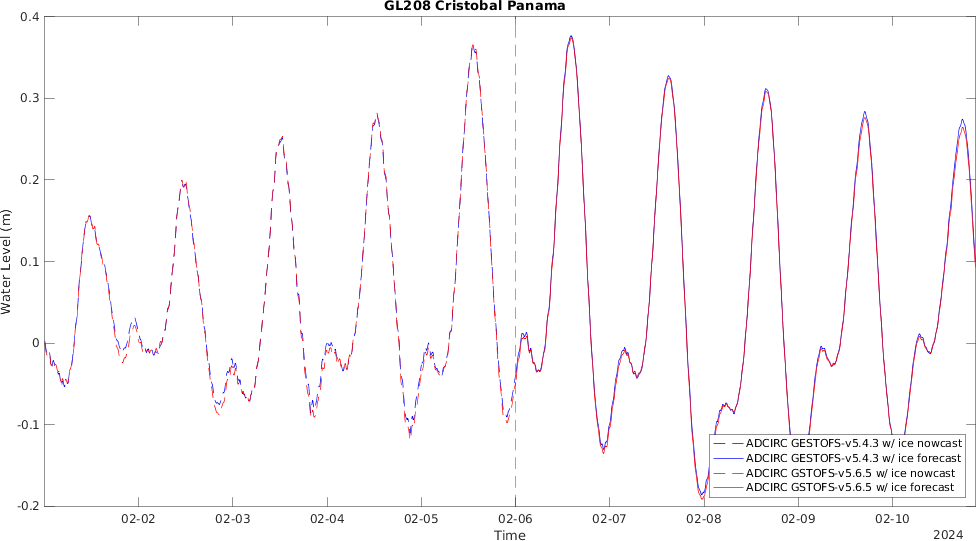 GL208 Cristobal Panama
0.4
0.3
0.2
0.1
0
-0.1
-0.2
Water Level (m)
ADCIRC GESTOFS-v5.4.3 w/ ice nowcast
ADCIRC GESTOFS-v5.4.3 w/ ice forecast
ADCIRC GSTOFS-v5.6.5 w/ ice nowcast
ADCIRC GSTOFS-v5.6.5 w/ ice forecast
02-02 02-03 02-04 02-05 02-06 02-07 02-08 02-09 02-10
Time
2024